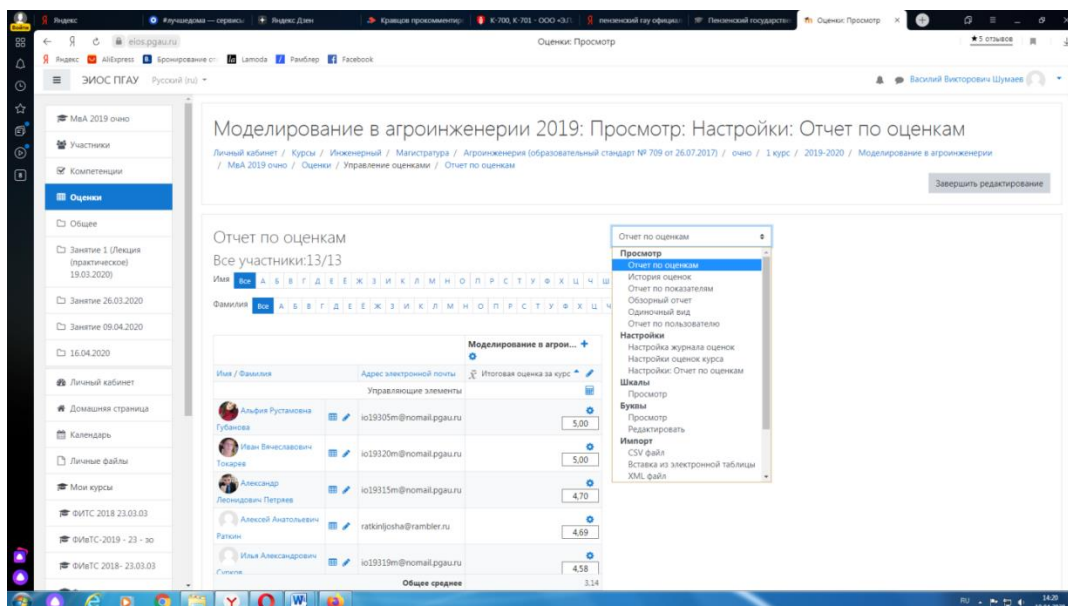 Яндекс
#лучшедома — сервисы
Яндекс Дзен
Кравцов прокомментир
К-700, К-701 - ООО «ЗЛ
пензенский гау официал
Пензенский государстве
Оценки: Просмотр
eios.pgau.ru
Оценки: Просмотр
★5 отзывов
Яндекс AliExpress Бронирование от Lamoda Рамблер Facebook
ЭИОС ПГАУ Русский (ru)
Василий Викторович Шумаев
МвА 2019 очно
Участники
Компетенции
Оценки
Общее
Занятие 1 (Лекция
(практическое)
19.03.2020)
Занятие 26.03.2020
Занятие 09.04.2020
16.04.2020
Личный кабинет
Домашняя страница
Календарь
Личные файлы
Мои курсы
ФИТС 2018 23.03.03
ФИвТС-2019 - 23 - зо
ФИвТС 2018- 23.03.03
Моделирование в агроинженерии 2019: Просмотр: Настройки: Отчет по оценкам
Личный кабинет / Курсы / Инженерный / Магистратура / Агроинженерия (образовательный стандарт № 709 от 26.07.2017) / очно / 1 курс / 2019-2020 / Моделирование в агроинженерии
/ МвА 2019 очно / Оценки / Управление оценками / Отчет по оценкам
Завершить редактирование
Отчет по оценкам
Все участники:13/13
Имя Все А Б В Г Д Е Ё Ж З И К Л М Н О П Р С Т У Ф Х Ц Ч Ш
Фамилия Все А Б В Г Д Е Ё Ж З И К Л М Н О П Р С Т У Ф Х Ц Ч
Моделирование в агрои...
Имя / Фамилия Адрес электронной почты Итоговая оценка за курс
Управляющие элементы
Альфия Рустамовна
Губанова
io19305m@nomail.pgau.ru
5,00
Иван Вячеславович
Токарев
io19320m@nomail.pgau.ru
5,00
Александр
Леонидович Петряев
io19315m@nomail.pgau.ru
4,70
Алексей Анатольевич
Раткин
ratkinljosha@rambler.ru
4,69
Илья Александрович
io19319m@nomail.pgau.ru
4,58
Общее среднее 3,14
Отчет по оценкам
Просмотр
Отчет по оценкам
История оценок
Отчет по показателям
Обзорный отчет
Одиночный вид
Отчет по пользователю
Настройки
Настройка журнала оценок
Настройки оценок курса
Настройки: Отчет по оценкам
Шкалы
Просмотр
Буквы
Просмотр
Редактировать
Импорт
CSV файл
Вставка из электронной таблицы
XML файл
RU
14:20